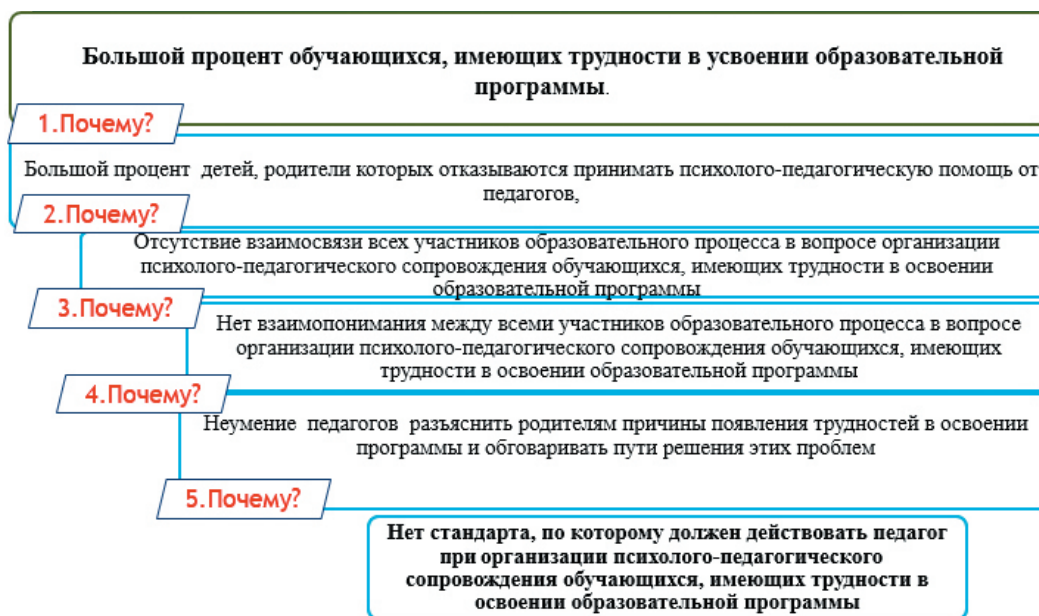 Большой процент обучающихся, имеющих трудности в усвоении образовательной
программы.
1.Почему?
Большой процент детей, родители которых отказываются принимать психолого-педагогическую помощь от
педагогов,
2.Почему?
Отсутствие взаимосвязи всех участников образовательного процесса в вопросе организации
психолого-педагогического сопровождения обучающихся, имеющих трудности в освоении
образовательной программы
3.Почему?
Нет взаимопонимания между всеми участников образовательного процесса в вопросе
организации психолого-педагогического сопровождения обучающихся, имеющих
трудности в освоении образовательной программы
4.Почему?
Неумение педагогов разъяснить родителям причины появления трудностей в освоении
программы и обговаривать пути решения этих проблем
5.Почему?
Нет стандарта, по которому должен действовать педагог
при организации психолого-педагогического
сопровождения обучающихся, имеющих трудности в
освоении образовательной программы